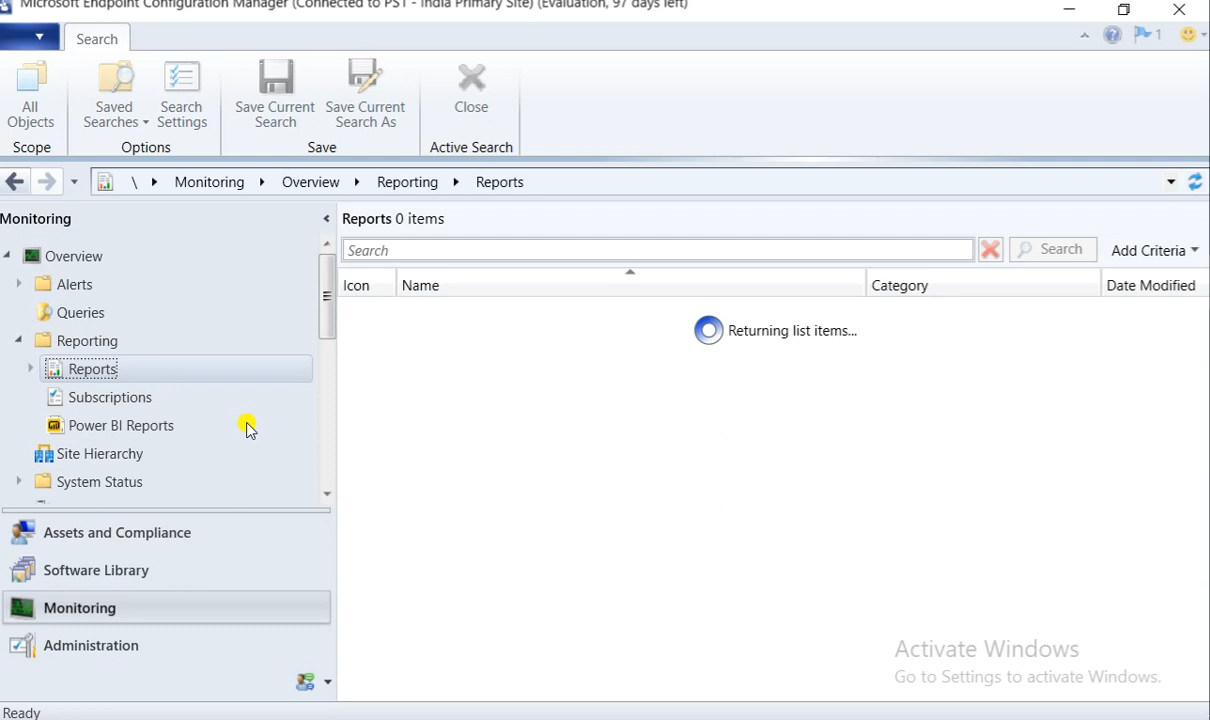 Microsoft Endpoint Configuration Manager (Connected to PS1 - India Primary Site) (Evaluation, 97 days left)
Search
1
All Objects
Saved Searches
Search Settings
Save Current Search
Save Current Search As
Close
Scope
Options
Save
Active Search
\ Monitoring Overview Reporting Reports
Monitoring
Reports 0 items
Search
Search
Add Criteria
Icon Name Category Date Modified
Returning list items...
Overview
Alerts
Queries
Reporting
Reports
Subscriptions
Power BI Reports
Site Hierarchy
System Status
Assets and Compliance
Software Library
Monitoring
Administration
Activate Windows
Go to Settings to activate Windows.
Ready